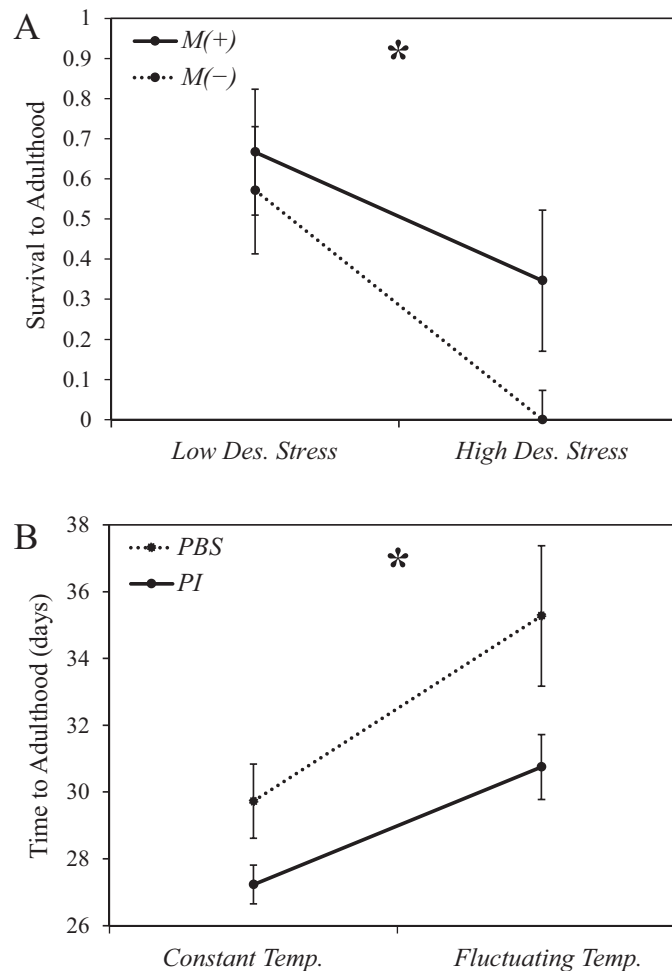 A
M(+)
M(−)
*
Survival to Adulthood
1
0.9
0.8
0.7
0.6
0.5
0.4
0.3
0.2
0.1
0
Low Des. Stress
High Des. Stress
B
PBS
PI
*
Time to Adulthood (days)
38
36
34
32
30
28
26
Constant Temp.
Fluctuating Temp.